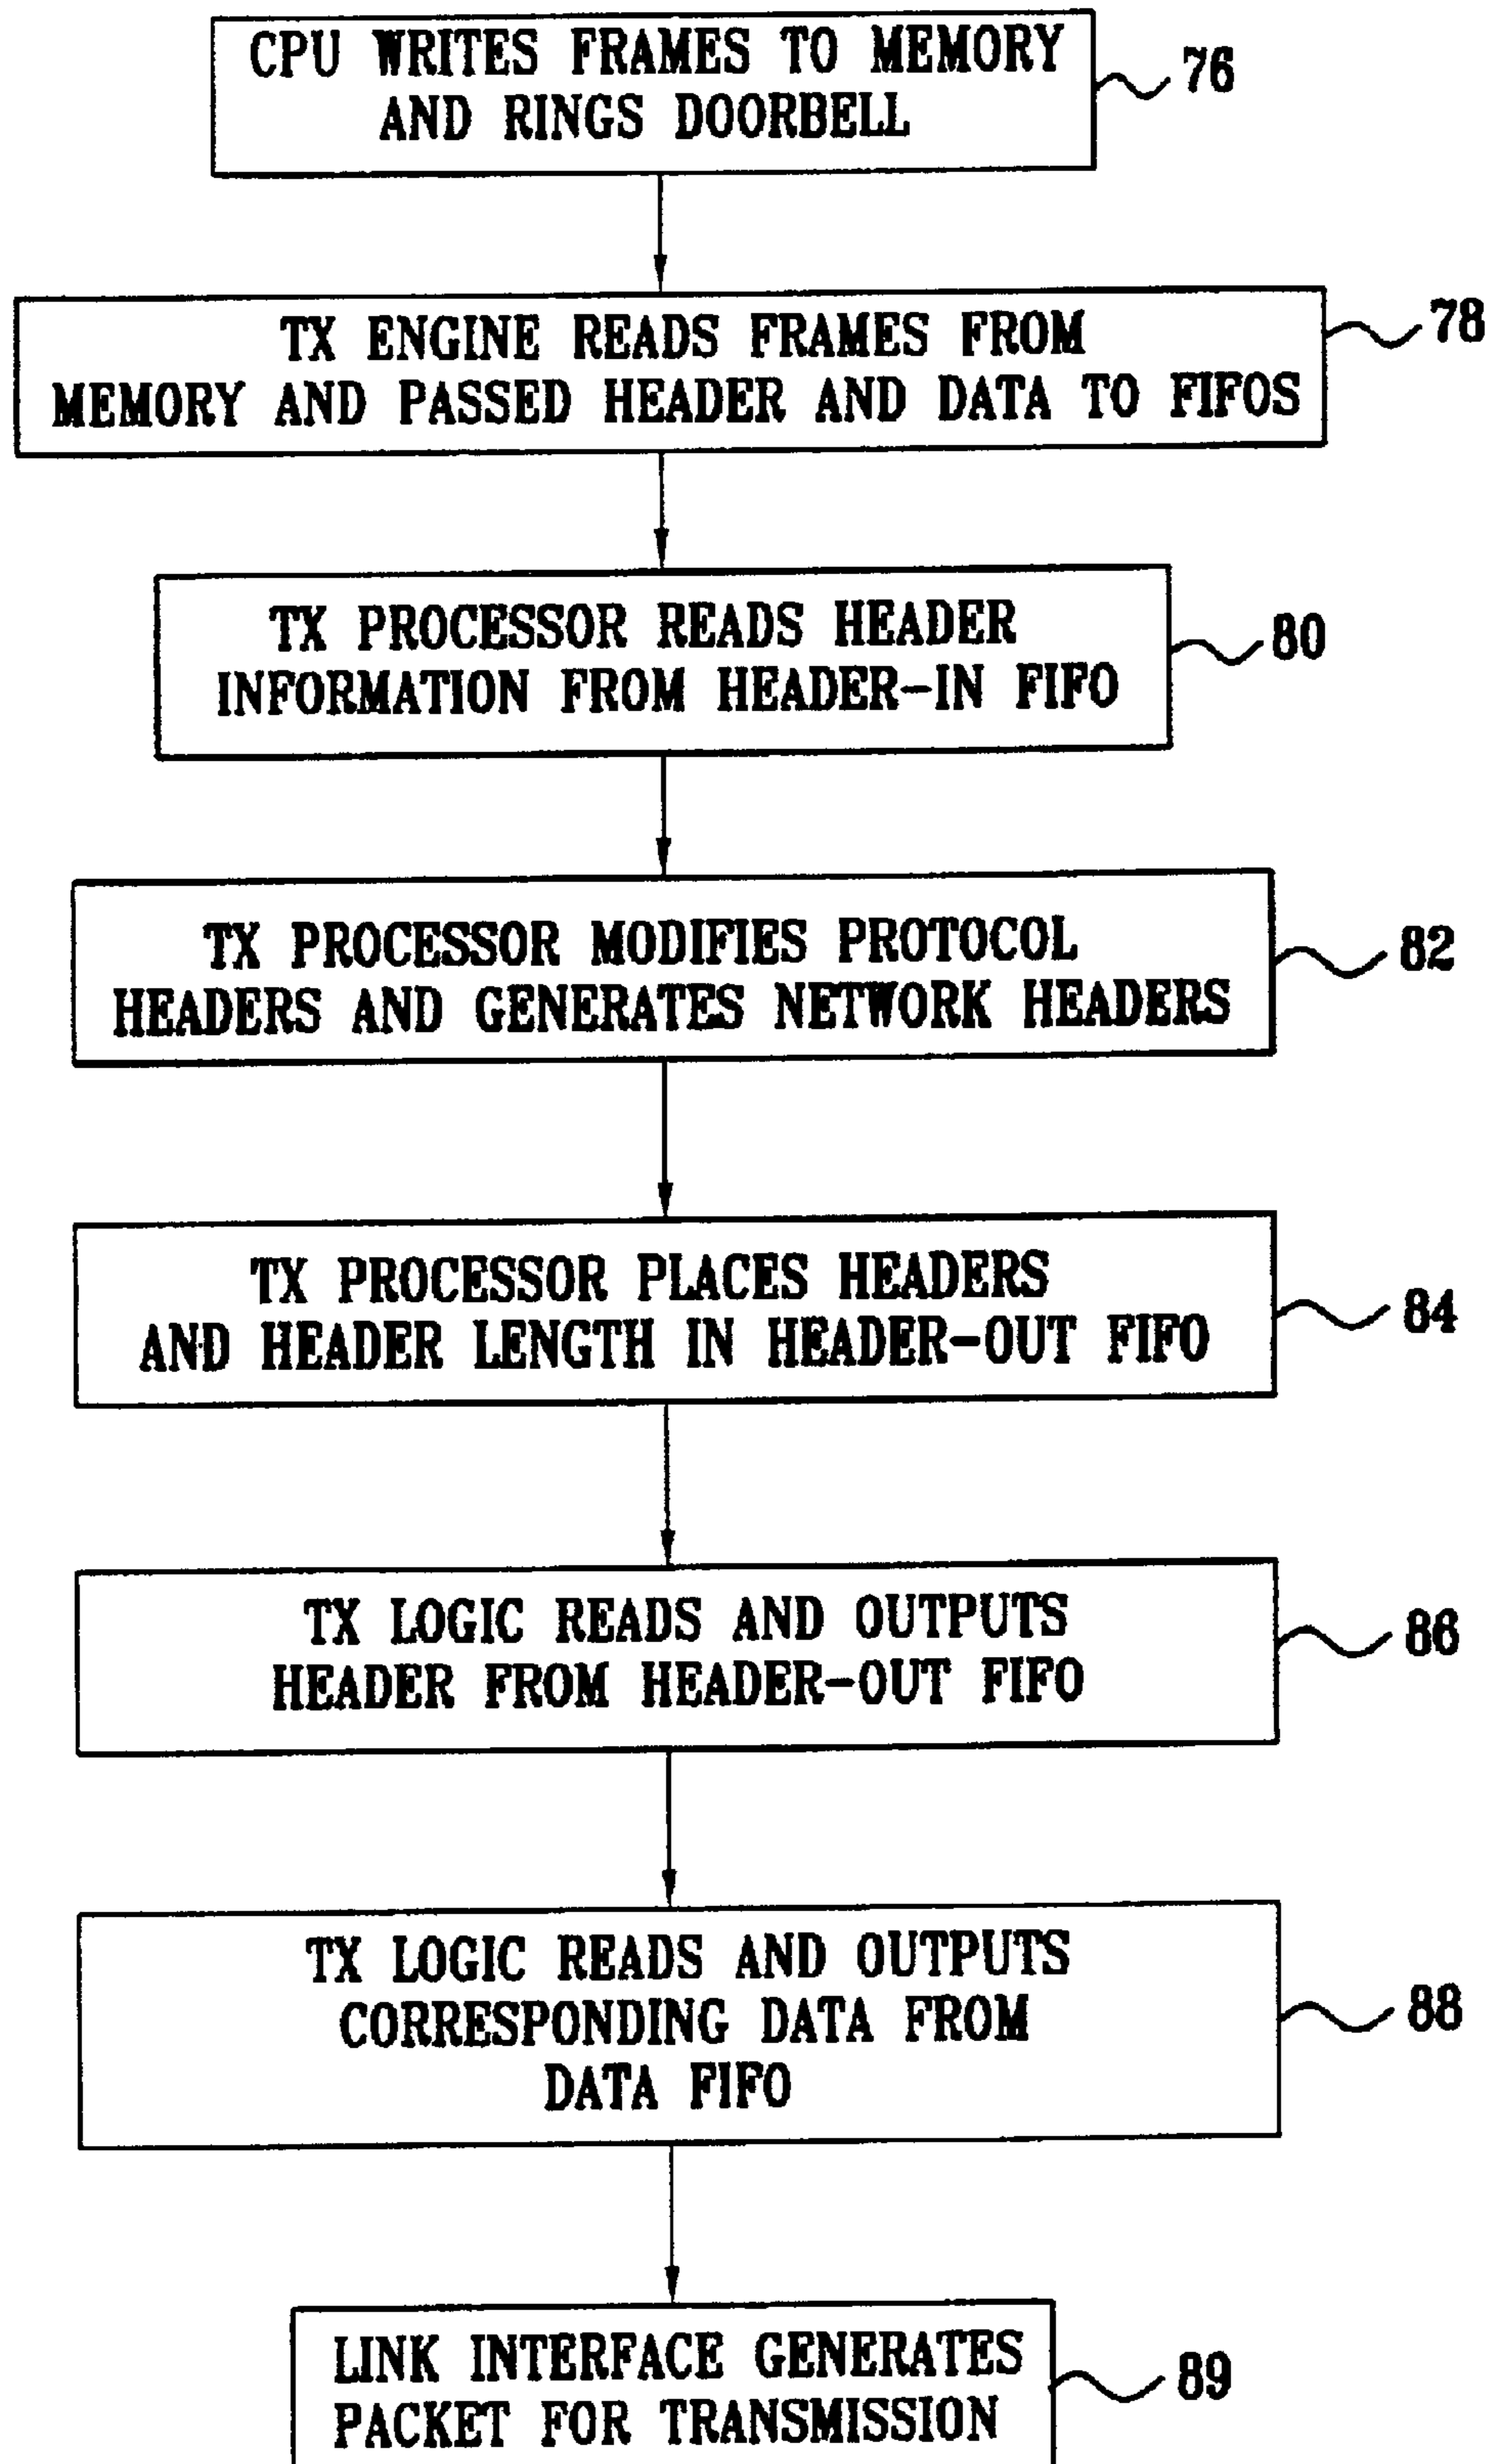 CPU WRITES FRAMES TO MEMORY
AND RINGS DOORBELL
76
TX ENGINE READS FRAMES FROM
MEMORY AND PASSED HEADER AND DATA TO FIFOS
78
TX PROCESSOR READS HEADER
INFORMATION FROM HEADER-IN FIFO
80
TX PROCESSOR MODIFIES PROTOCOL
HEADERS AND GENERATES NETWORK HEADERS
82
TX PROCESSOR PLACES HEADERS
AND HEADER LENGTH IN HEADER-OUT FIFO
84
TX LOGIC READS AND OUTPUTS
HEADER FROM HEADER-OUT FIFO
86
TX LOGIC READS AND OUTPUTS
CORRESPONDING DATA FROM
DATA FIFO
88
LINK INTERFACE GENERATES
PACKET FOR TRANSMISSION
89